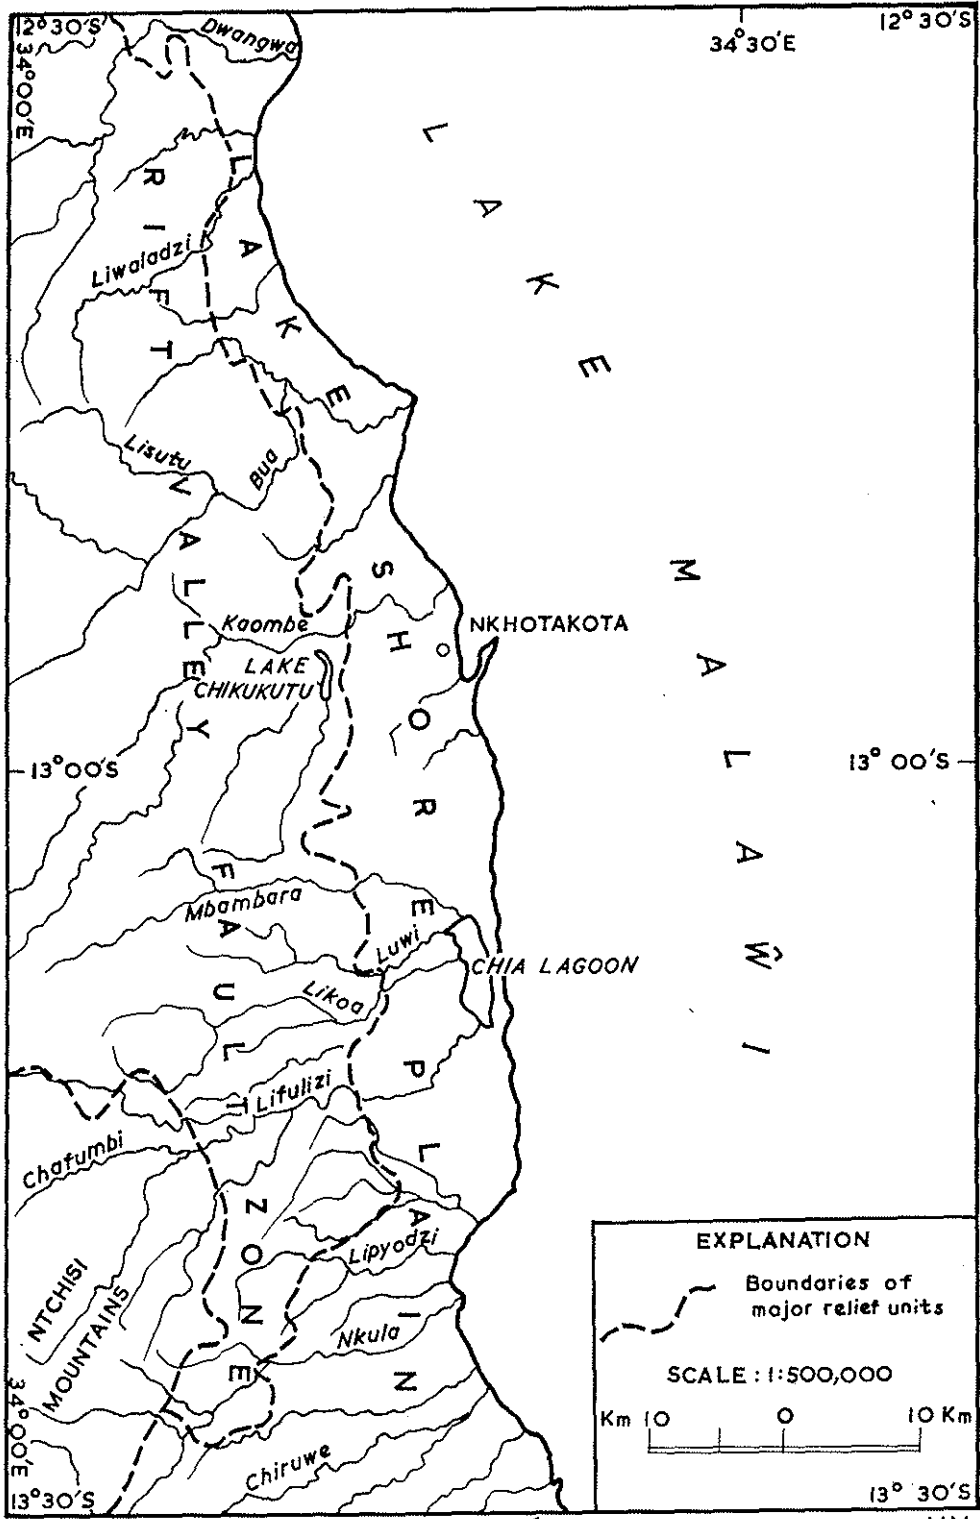 12°30'S
34°00'E
Dwangwa
34°30'E
12°30'S
LAKE MALAŴI
LAKE SHORE PLAIN
RIFT VALLEY FAULT ZONE
Liwaladzi
Lisutu
Bua
Kaombe
NKHOTAKOTA
LAKE
CHIKUKUTU
13°00'S
13°00'S
Mbambara
Luwi
CHIA LAGOON
Likoa
Lifulizi
Chafumbi
Lipyodzi
NTCHISI
MOUNTAINS
Nkula
Chiruwe
34°00'E
13°30'S
EXPLANATION
Boundaries of
major relief units
SCALE : 1:500,000
Km 10 0 10 Km
13° 30'S